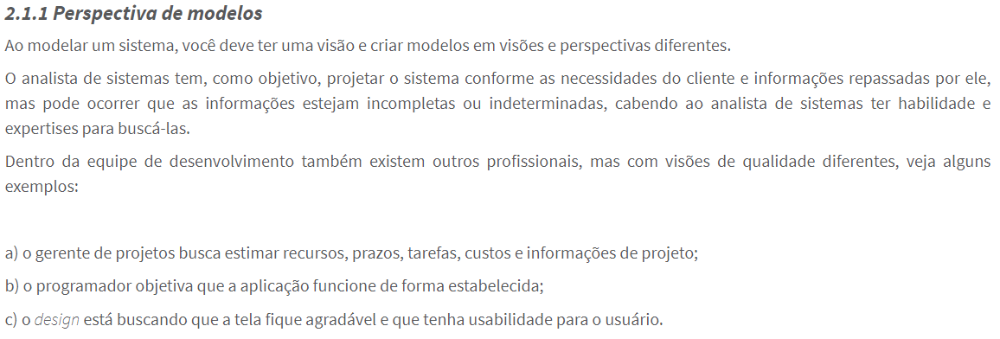 2.1.1 Perspectiva de modelos
Ao modelar um sistema, você deve ter uma visão e criar modelos em visões e perspectivas diferentes.
O analista de sistemas tem, como objetivo, projetar o sistema conforme as necessidades do cliente e informações repassadas por ele,
mas pode ocorrer que as informações estejam incompletas ou indeterminadas, cabendo ao analista de sistemas ter habilidade e
expertises para buscá-las.
Dentro da equipe de desenvolvimento também existem outros profissionais, mas com visões de qualidade diferentes, veja alguns
exemplos:
a) o gerente de projetos busca estimar recursos, prazos, tarefas, custos e informações de projeto;
b) o programador objetiva que a aplicação funcione de forma estabelecida;
c) o design está buscando que a tela fique agradável e que tenha usabilidade para o usuário.